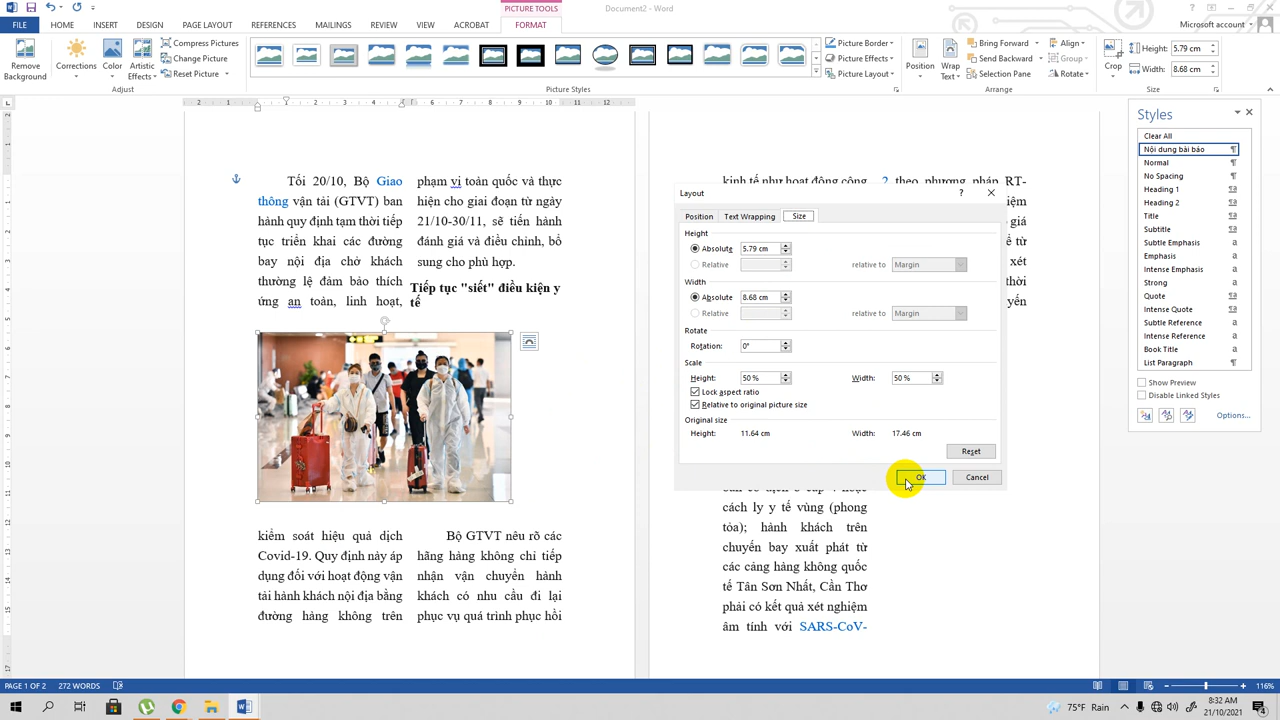 PICTURE TOOLS
Document2 - Word
FILE
HOME
INSERT
DESIGN
PAGE LAYOUT
REFERENCES
MAILINGS
REVIEW
VIEW
ACROBAT
FORMAT
Microsoft account
Remove Background
Corrections
Color
Artistic Effects
Compress Pictures
Change Picture
Reset Picture
Adjust
Picture Styles
Picture Border
Picture Effects
Picture Layout
Position
Wrap Text
Bring Forward
Send Backward
Selection Pane
Align
Group
Rotate
Arrange
Crop
Height: 5.79 cm
Width: 8.68 cm
Size
Tối 20/10, Bộ Giao
thông vận tải (GTVT) ban
hành quy định tạm thời tiếp
tục triển khai các đường
bay nội địa chở khách
thường lệ đảm bảo thích
ứng an toàn, linh hoạt,
phạm vi toàn quốc và thực
hiện cho giai đoạn từ ngày
21/10-30/11, sẽ tiến hành
đánh giá và điều chỉnh, bổ
sung cho phù hợp.
Tiếp tục "siết" điều kiện y
tế
kiểm soát hiệu quả dịch
Covid-19. Quy định này áp
dụng đối với hoạt động vận
tải hành khách nội địa bằng
đường hàng không trên
Bộ GTVT nêu rõ các
hãng hàng không chỉ tiếp
nhận vận chuyển hành
khách có nhu cầu đi lại
phục vụ quá trình phục hồi
kinh tế như hoạt động công
2 theo phương pháp RT-
cách ly y tế vùng (phong
tỏa); hành khách trên
chuyến bay xuất phát từ
các cảng hàng không quốc
tế Tân Sơn Nhất, Cần Thơ
phải có kết quả xét nghiệm
âm tính với SARS-CoV-
Layout
Position
Text Wrapping
Size
Height
Absolute 5.79 cm
Relative
relative to Margin
Width
Absolute 8.68 cm
Relative
relative to Margin
Rotate
Rotation: 0°
Scale
Height: 50 %
Width: 50 %
Lock aspect ratio
Relative to original picture size
Original size
Height: 11.64 cm
Width: 17.46 cm
Reset
OK
Cancel
Styles
Clear All
Nội dung bài báo
Normal
No Spacing
Heading 1
Heading 2
Title
Subtitle
Subtle Emphasis
Emphasis
Intense Emphasis
Strong
Quote
Intense Quote
Subtle Reference
Intense Reference
Book Title
List Paragraph
Show Preview
Disable Linked Styles
Options...
PAGE 1 OF 2
272 WORDS
116%
75°F Rain
8:32 AM
21/10/2021